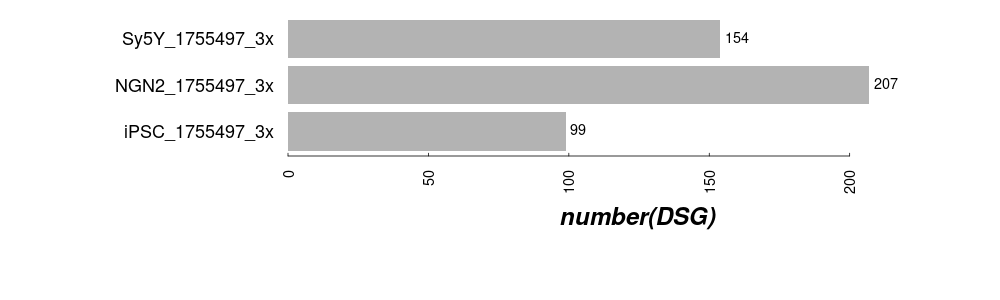 Sy5Y_1755497_3x 154
NGN2_1755497_3x 207
iPSC_1755497_3x 99
0 50 100 150 200
number(DSG)